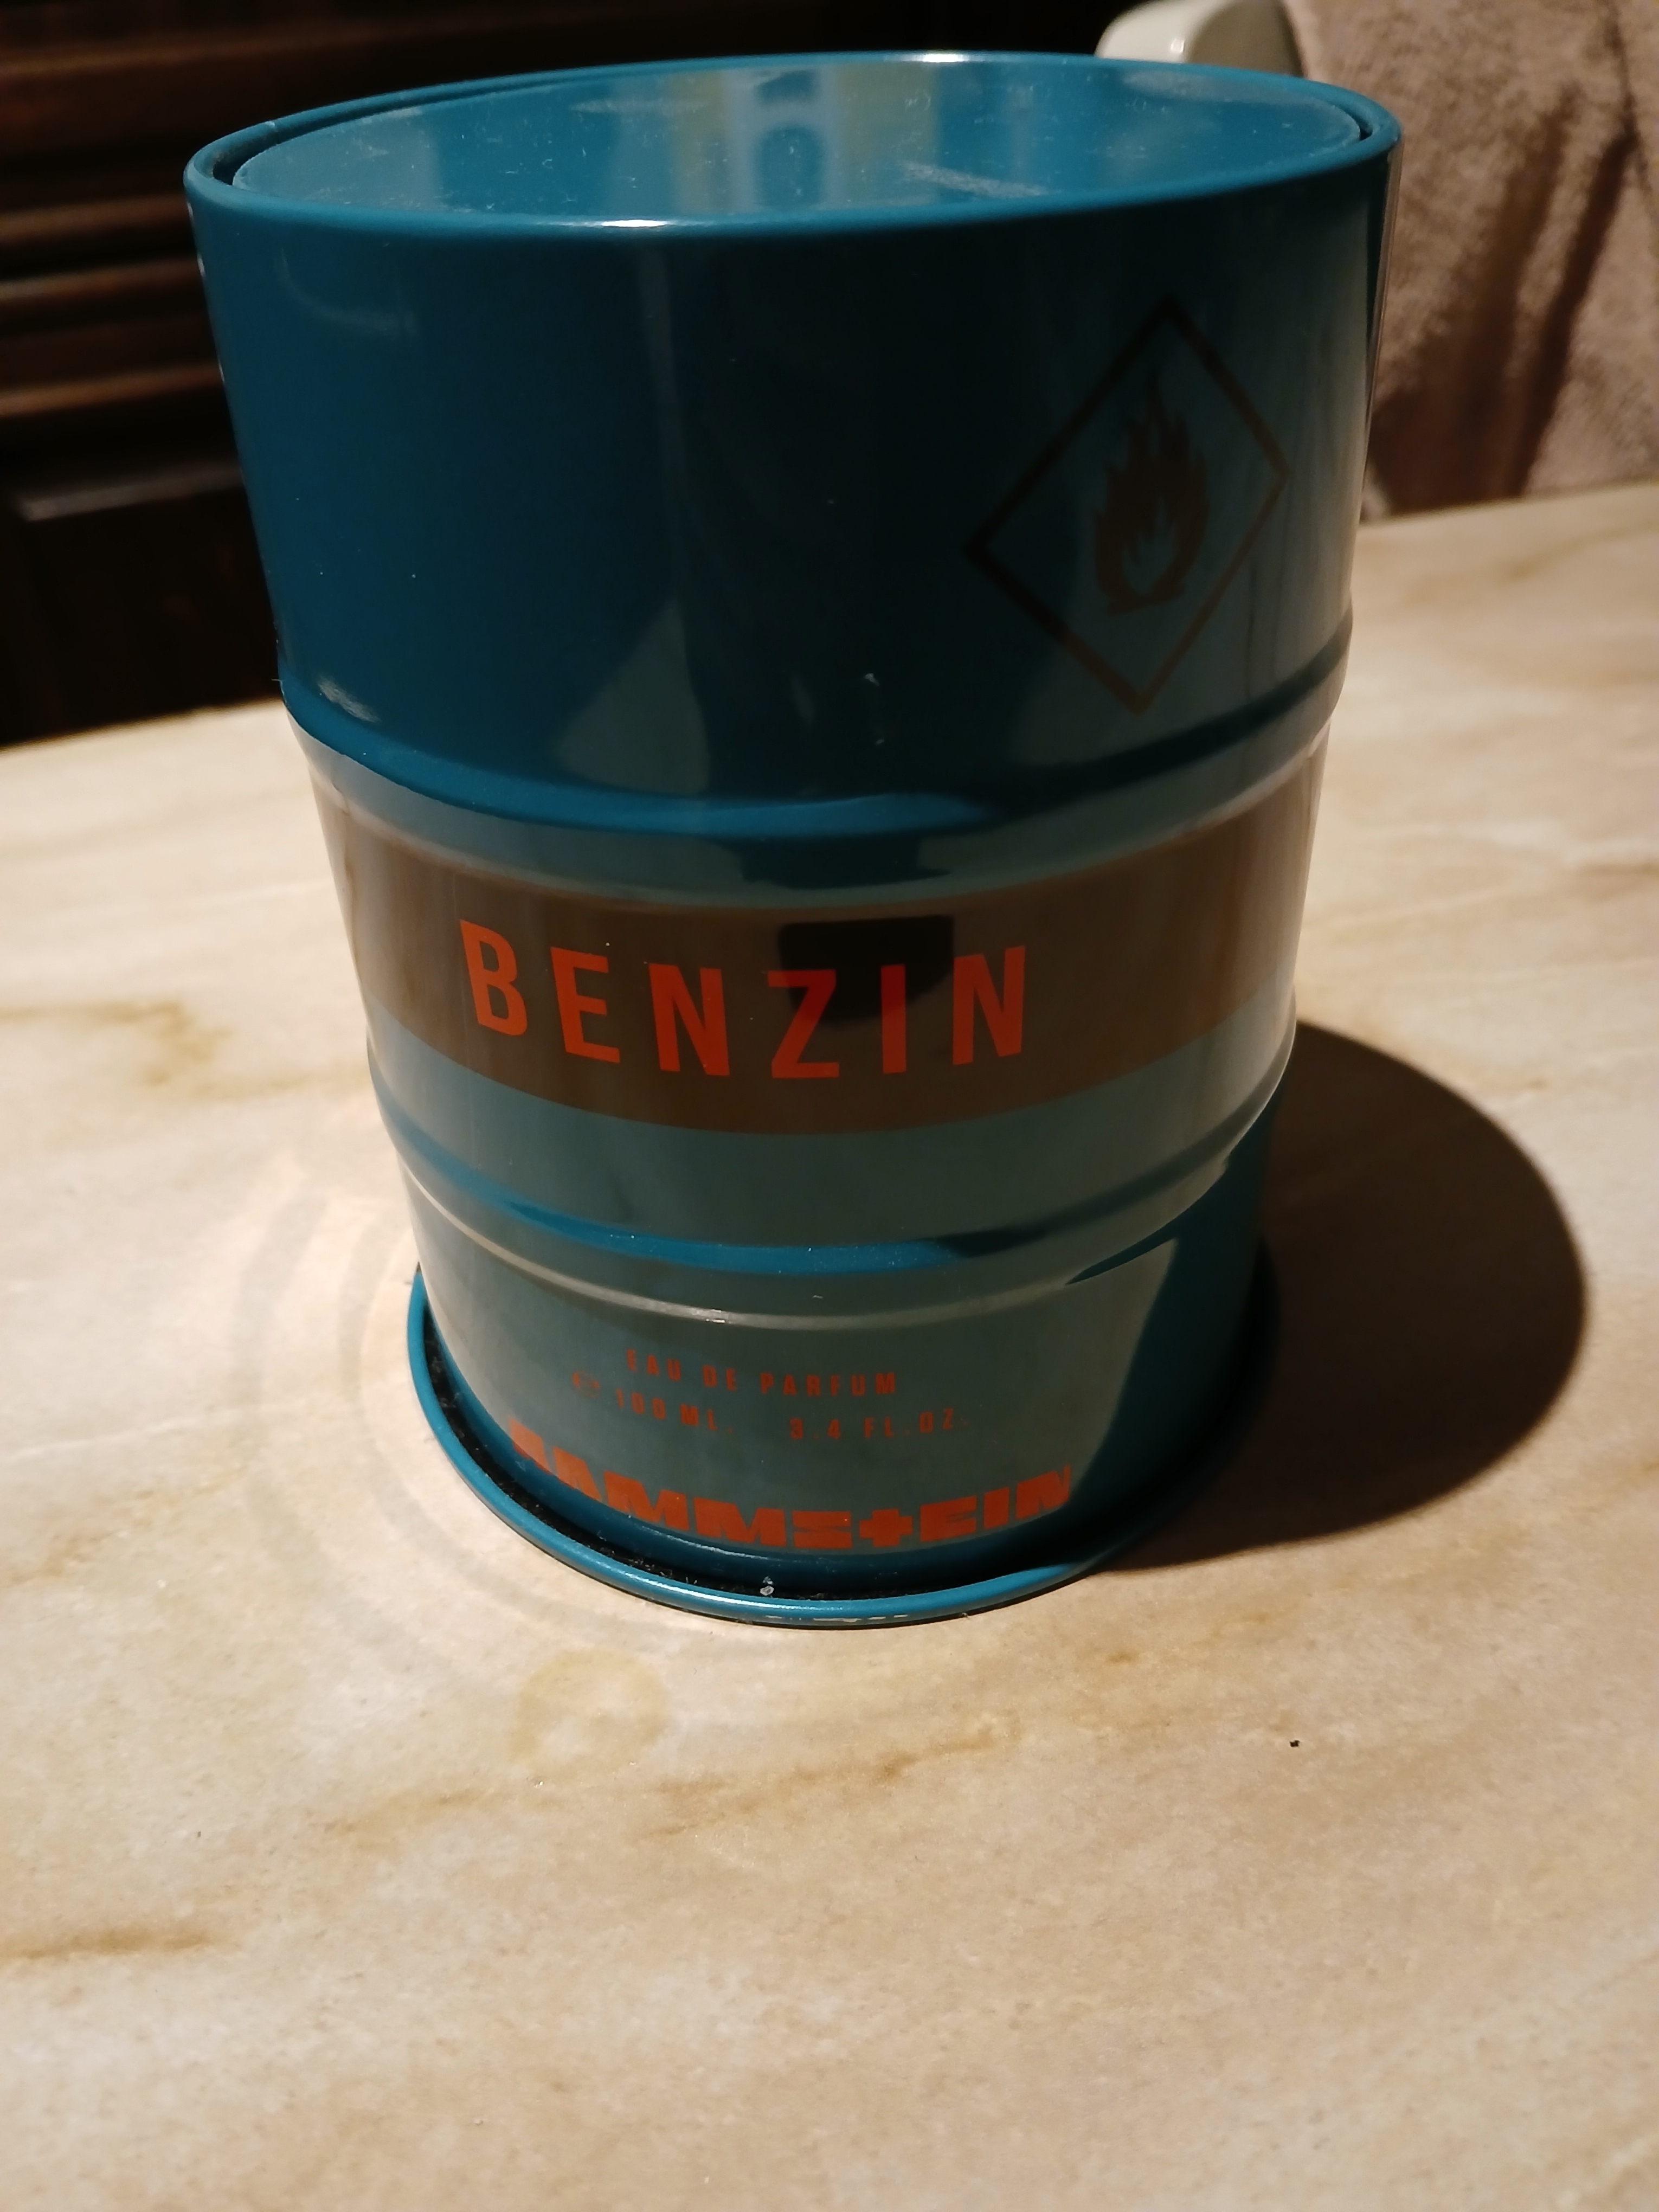 BENZIN
EAU DE PARFUM
℮ 100 ML. 3.4 FL.OZ.
RAMMSTEIN